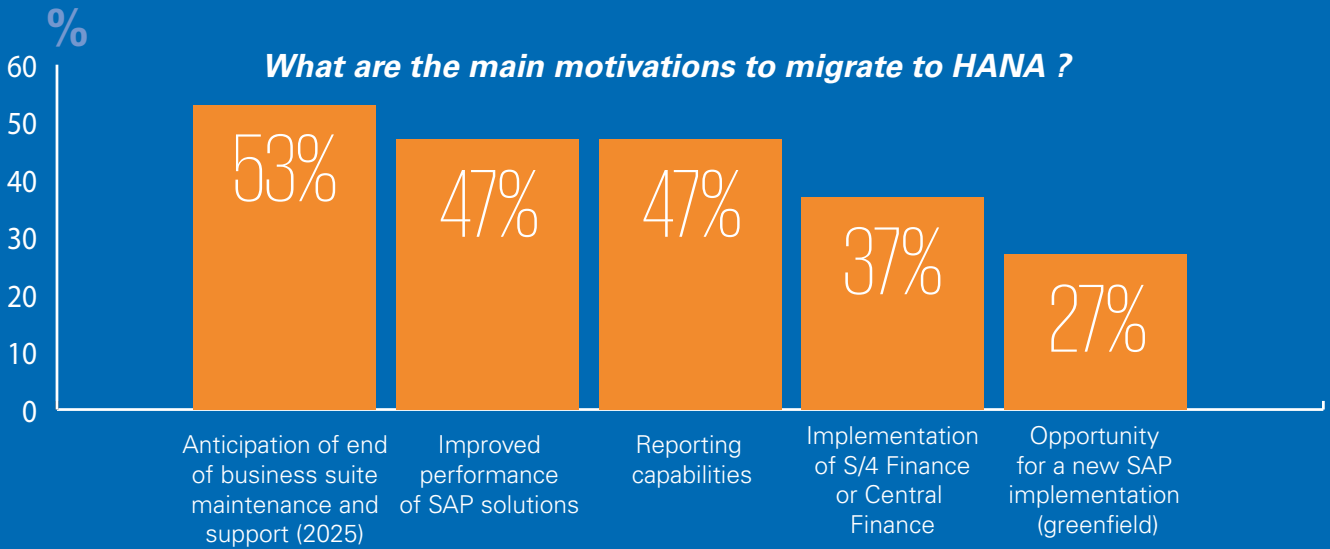 %
What are the main motivations to migrate to HANA ?
60
50
40
30
20
10
0
53%
47%
47%
37%
27%
Anticipation of end
of business suite
maintenance and
support (2025)
Improved
performance
of SAP solutions
Reporting
capabilities
Implementation
of S/4 Finance
or Central
Finance
Opportunity
for a new SAP
implementation
(greenfield)